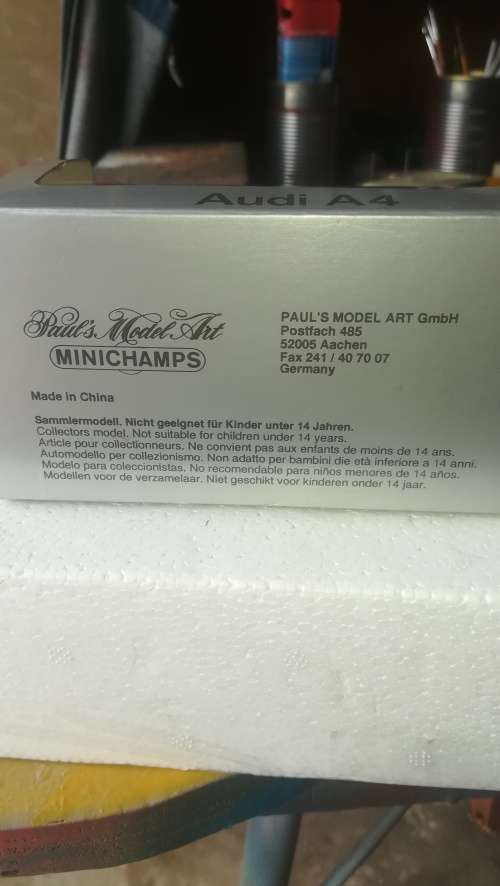 Audi A4
Paul's Model Art
MINICHAMPS
PAUL'S MODEL ART GmbH
Postfach 485
52005 Aachen
Fax 241 / 40 70 07
Germany
Made in China
Sammlermodell. Nicht geeignet für Kinder unter 14 Jahren.
Collectors model. Not suitable for children under 14 years.
Article pour collectionneurs. Ne convient pas aux enfants de moins de 14 ans.
Automodello per collezionismo. Non adatto per bambini die età inferiore a 14 anni.
Modelo para coleccionistas. No recomendable para niños menores de 14 años.
Modellen voor de verzamelaar. Niet geschikt voor kinderen onder 14 jaar.